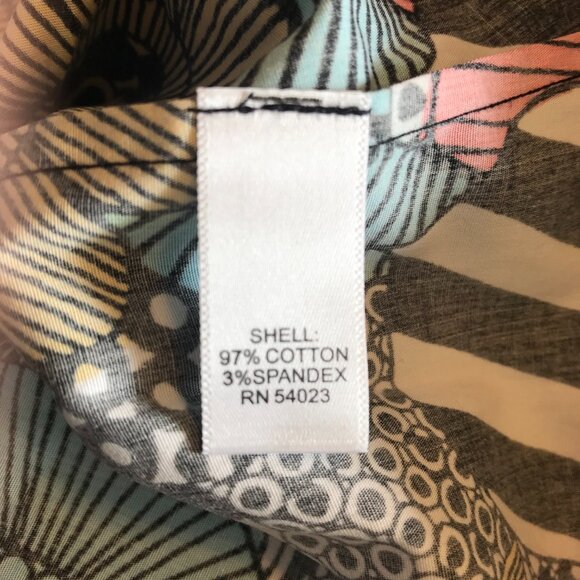 SHELL:
97% COTTON
3%SPANDEX
RN 54023